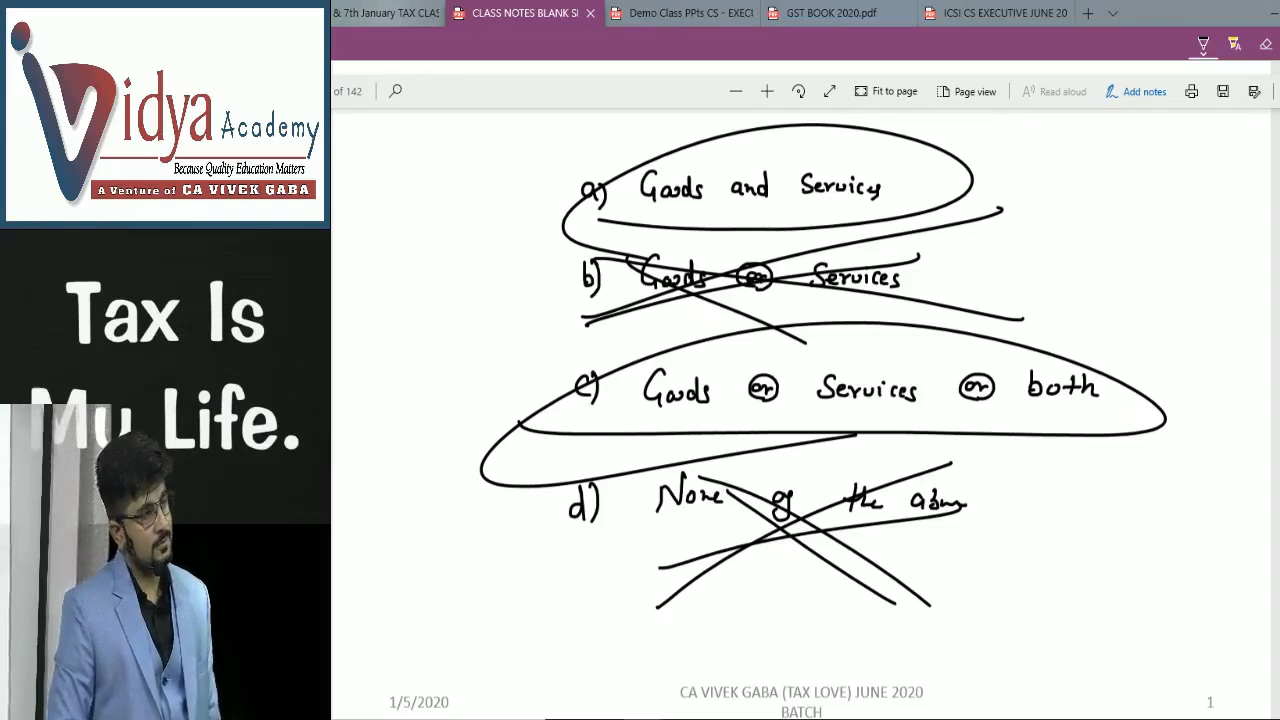 & 7th January TAX CLAS
CLASS NOTES BLANK SI
Demo Class PPts CS - EXEC
GST BOOK 2020.pdf
ICSI CS EXECUTIVE JUNE 20
of 142
Fit to page
Page view
Read aloud
Add notes
Vidya Academy
Because Quality Education Matters
A Venture of CA VIVEK GABA
Tax Is
My Life.
a) Goods and Services
b) Goods or Services
c) Goods or Services or both
d) None of the above
1/5/2020
CA VIVEK GABA (TAX LOVE) JUNE 2020
BATCH
1